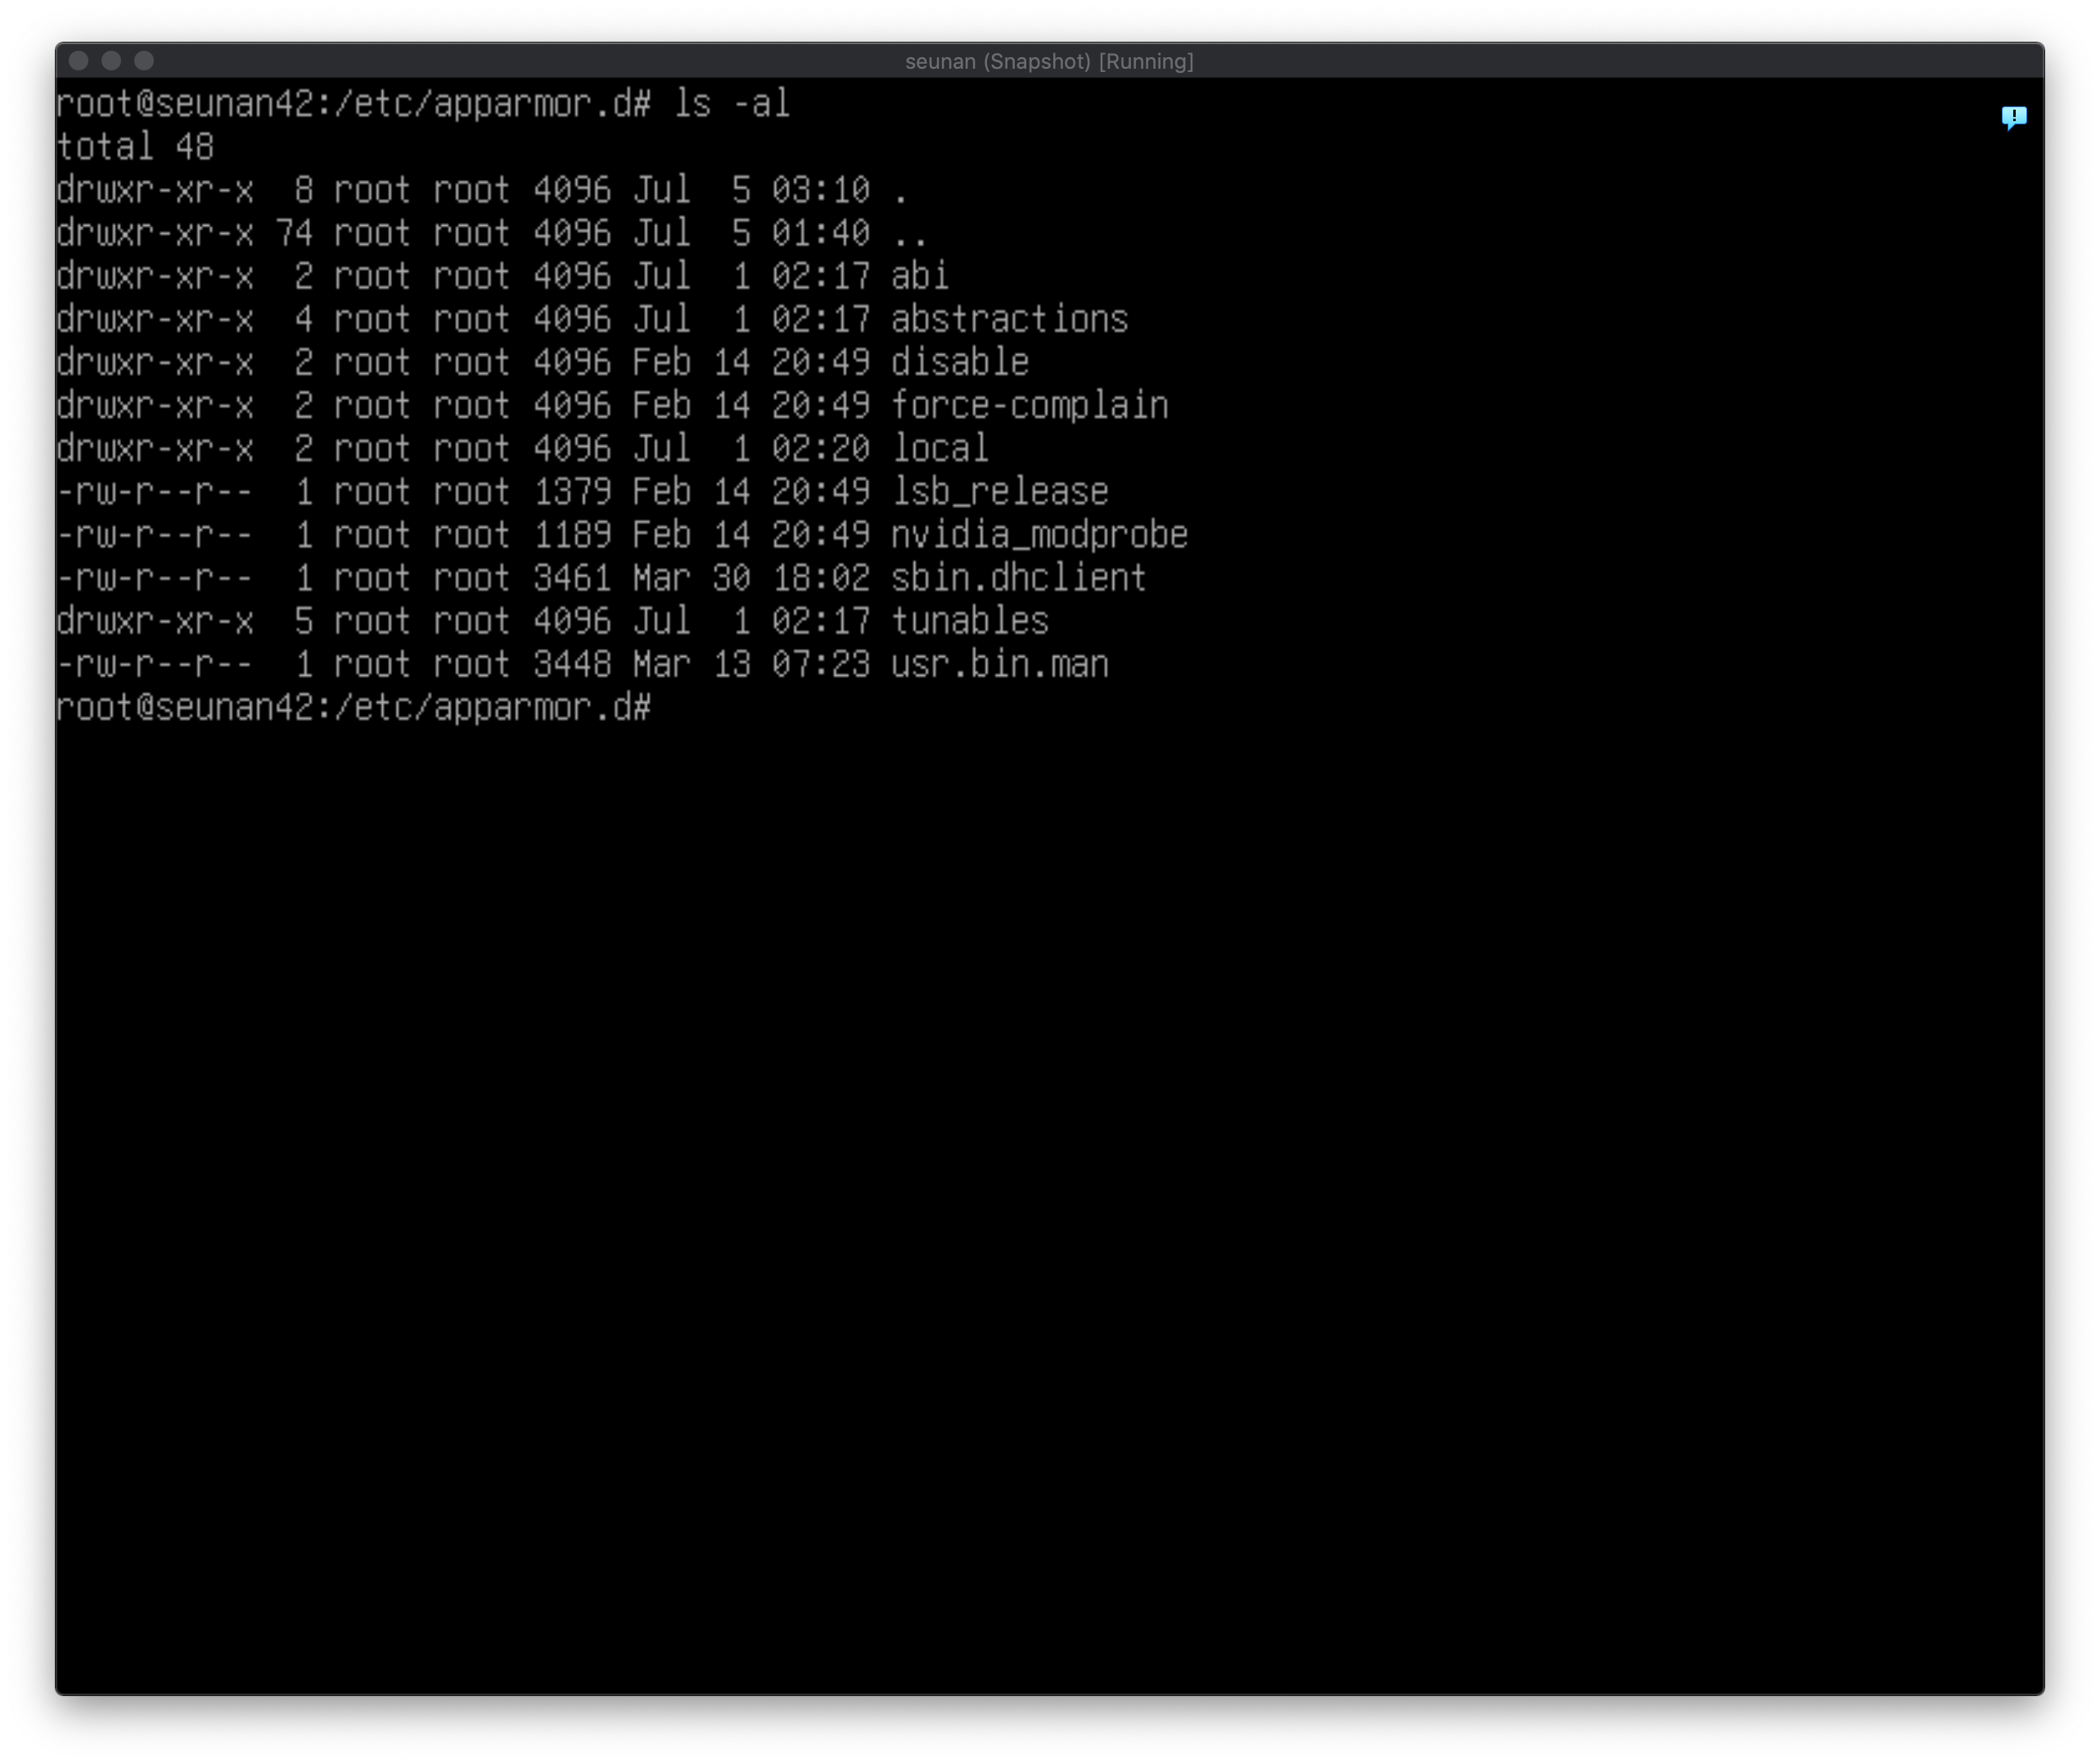 seunan (Snapshot) [Running]
root@seunan42:/etc/apparmor.d# ls -al
total 48
drwxr-xr-x  8 root root 4096 Jul  5 03:10 .
drwxr-xr-x 74 root root 4096 Jul  5 01:40 ..
drwxr-xr-x  2 root root 4096 Jul  1 02:17 abi
drwxr-xr-x  4 root root 4096 Jul  1 02:17 abstractions
drwxr-xr-x  2 root root 4096 Feb 14 20:49 disable
drwxr-xr-x  2 root root 4096 Feb 14 20:49 force-complain
drwxr-xr-x  2 root root 4096 Jul  1 02:20 local
-rw-r--r--  1 root root 1379 Feb 14 20:49 lsb_release
-rw-r--r--  1 root root 1189 Feb 14 20:49 nvidia_modprobe
-rw-r--r--  1 root root 3461 Mar 30 18:02 sbin.dhclient
drwxr-xr-x  5 root root 4096 Jul  1 02:17 tunables
-rw-r--r--  1 root root 3448 Mar 13 07:23 usr.bin.man
root@seunan42:/etc/apparmor.d#